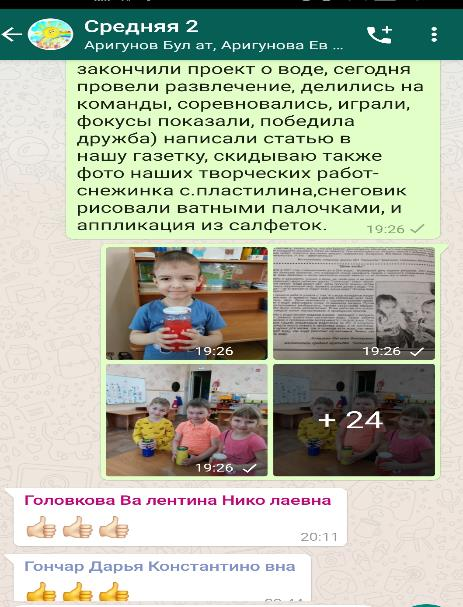 Средняя 2
Аригунов Бул ат, Аригунова Ев ...
закончили проект о воде, сегодня
провели развлечение, делились на
команды, соревновались, играли,
фокусы показали, победила
дружба) написали статью в
нашу газетку, скидываю также
фото наших творческих работ-
снежинка с.пластилина,снеговик
рисовали ватными палочками, и
аппликация из салфеток.
19:26
19:26
19:26
19:26
+ 24
Головкова Ва лентина Нико лаевна
20:11
Гончар Дарья Константино вна